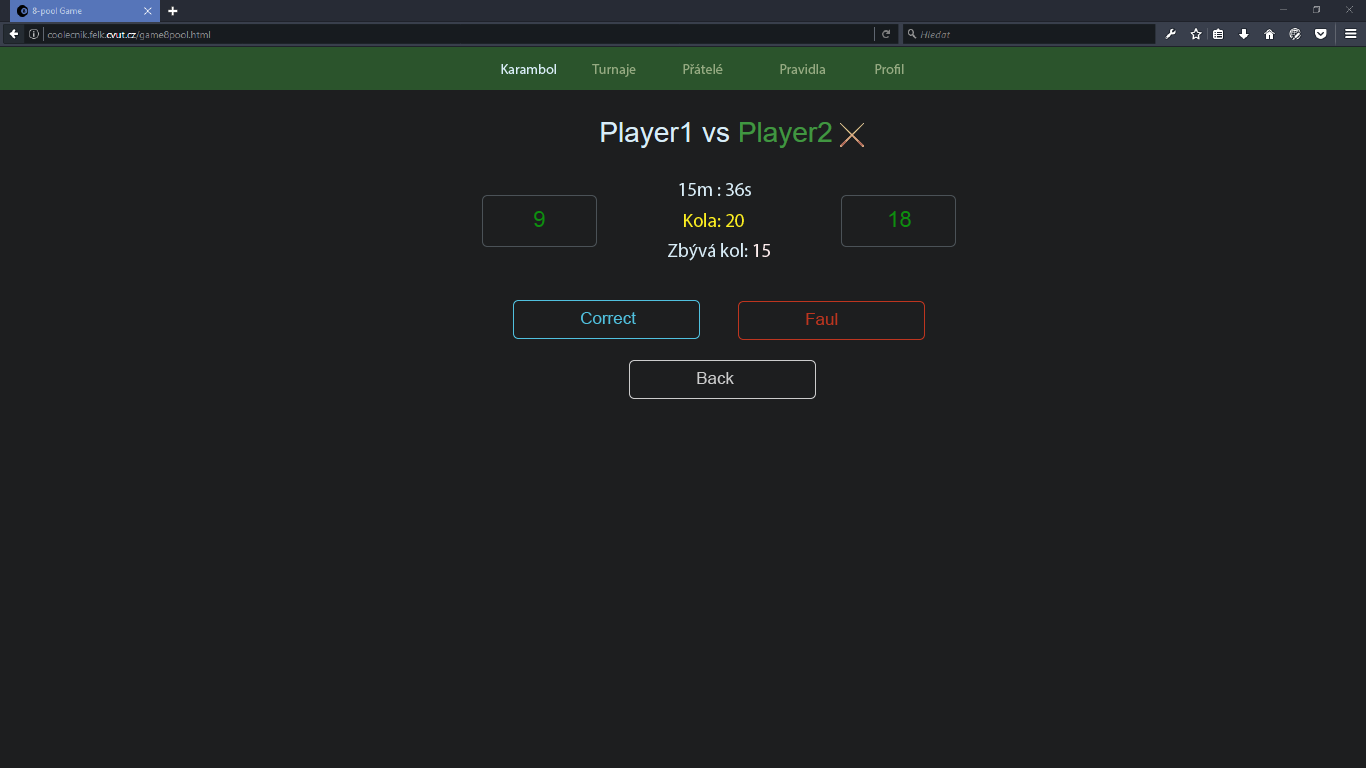 8-pool Game
coolecnik.felk.cvut.cz/game8pool.html
Hledat
Karambol Turnaje Přátelé Pravidla Profil
Player1 vs Player2
15m : 36s
9 Kola: 20 18
Zbývá kol: 15
Correct Faul
Back